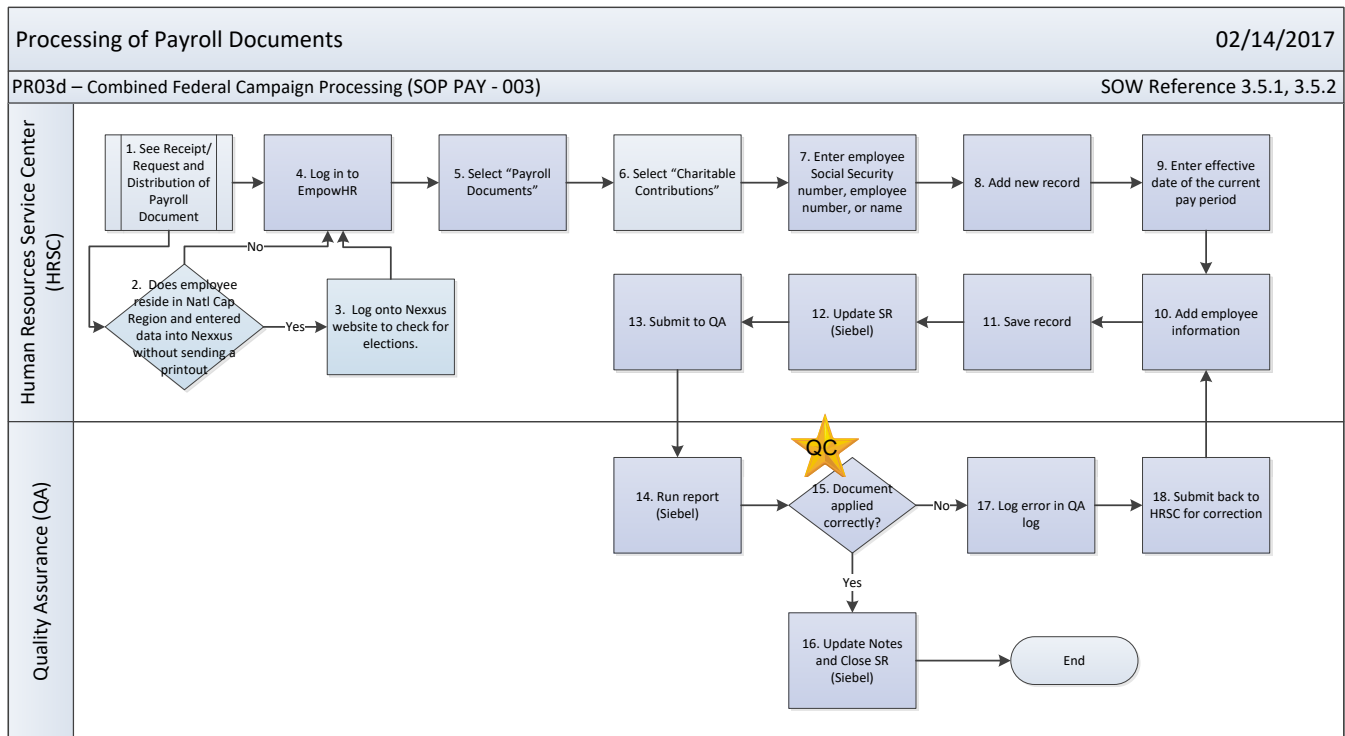 Processing of Payroll Documents
02/14/2017
PR03d – Combined Federal Campaign Processing (SOP PAY - 003)
SOW Reference 3.5.1, 3.5.2
Human Resources Service Center
(HRSC)
1. See Receipt/
Request and
Distribution of
Payroll
Document
4. Log in to
EmpowHR
5. Select “Payroll
Documents”
6. Select “Charitable
Contributions”
7. Enter employee
Social Security
number, employee
number, or name
8. Add new record
9. Enter effective
date of the current
pay period
No
2. Does employee
reside in Natl Cap
Region and entered
data into Nexxus
without sending a
printout
Yes
3. Log onto Nexxus
website to check for
elections.
13. Submit to QA
12. Update SR
(Siebel)
11. Save record
10. Add employee
information
Quality Assurance (QA)
QC
14. Run report
(Siebel)
15. Document
applied
correctly?
No
17. Log error in QA
log
18. Submit back to
HRSC for correction
Yes
16. Update Notes
and Close SR
(Siebel)
End